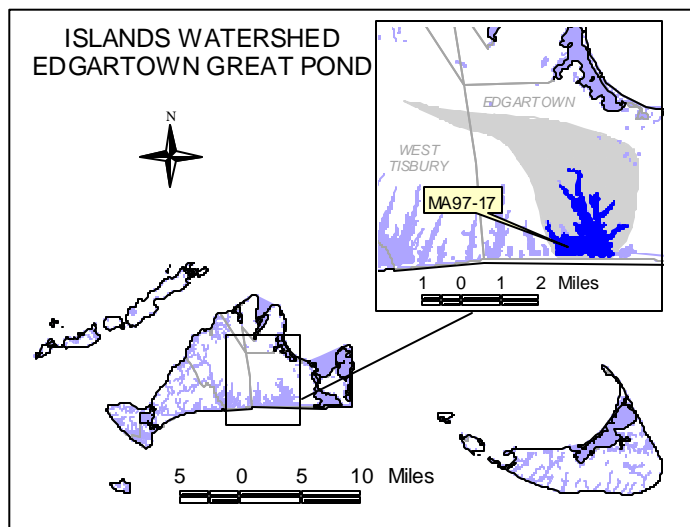 ISLANDS WATERSHED
EDGARTOWN GREAT POND
N
EDGARTOWN
WEST
TISBURY
MA97-17
1 0 1 2 Miles
5 0 5 10 Miles